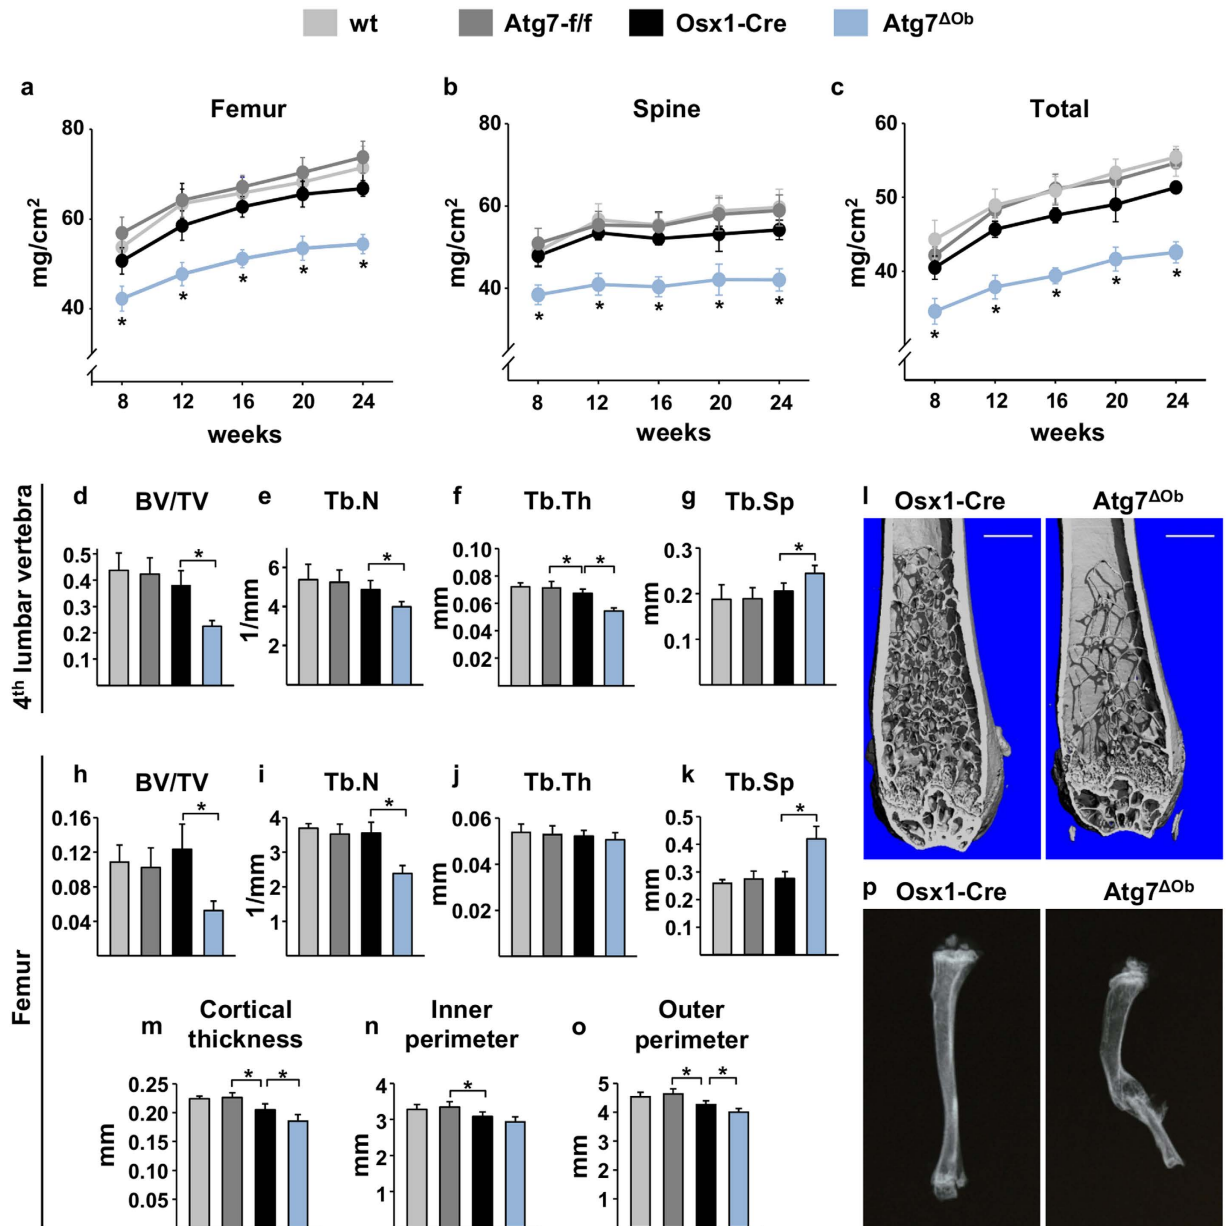 wt Atg7-f/f Osx1-Cre Atg7ΔOb
a Femur
80
60
40
mg/cm2
8 12 16 20 24
weeks
b Spine
80
60
40
mg/cm2
8 12 16 20 24
weeks
c Total
60
50
40
mg/cm2
8 12 16 20 24
weeks
* * * * *
* * * * *
* * * * *
4th lumbar vertebra
d BV/TV
0.5
0.4
0.3
0.2
0.1
*
e Tb.N
6
4
2
1/mm
*
f Tb.Th
0.10
0.08
0.06
0.04
0.02
mm
* *
g Tb.Sp
0.3
0.2
0.1
mm
*
l Osx1-Cre Atg7ΔOb
Femur
h BV/TV
0.16
0.12
0.08
0.04
*
i Tb.N
4
3
2
1
1/mm
*
j Tb.Th
0.06
0.04
0.02
mm
k Tb.Sp
0.5
0.4
0.3
0.2
0.1
mm
*
p Osx1-Cre Atg7ΔOb
m Cortical
thickness
0.25
0.20
0.15
0.10
0.05
mm
* *
n Inner
perimeter
4
3
2
1
mm
*
o Outer
perimeter
5
4
3
2
1
mm
* *